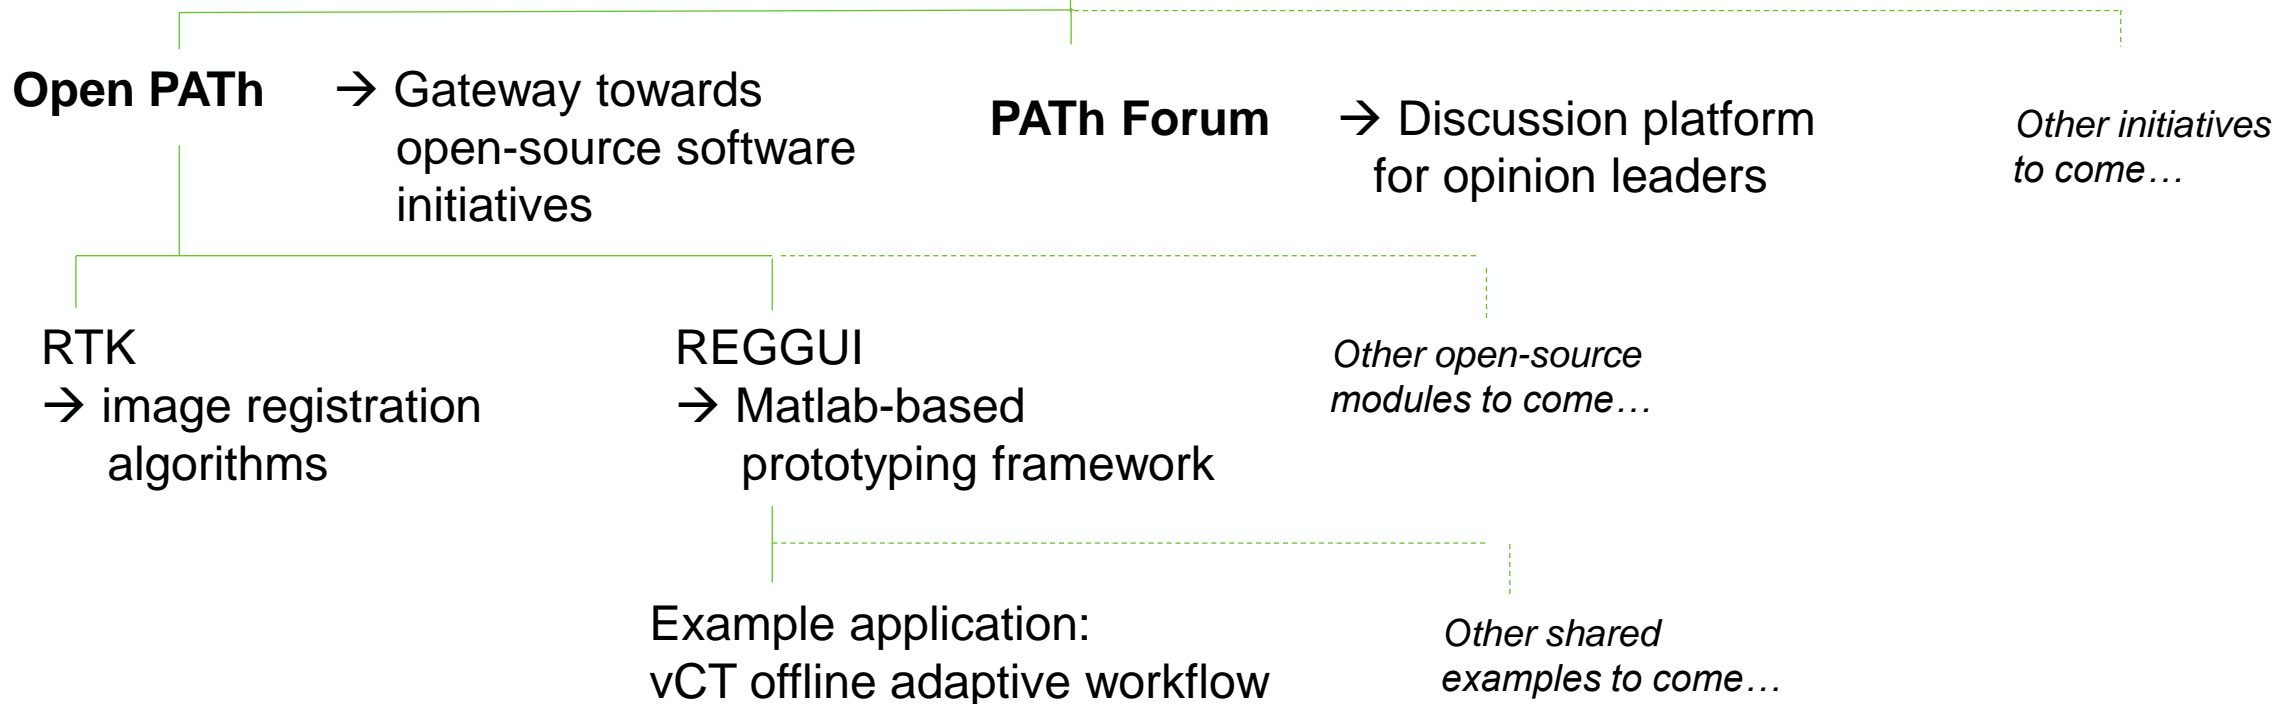 Open PATh → Gateway towards
open-source software
initiatives
PATh Forum → Discussion platform
for opinion leaders
Other initiatives
to come…
RTK
→ image registration
algorithms
REGGUI
→ Matlab-based
prototyping framework
Other open-source
modules to come…
Example application:
vCT offline adaptive workflow
Other shared
examples to come…